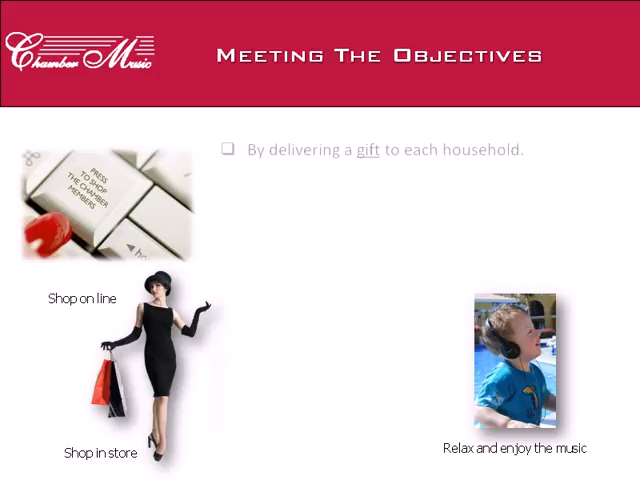 Chamber Music
MEETING THE OBJECTIVES
❑ By delivering a gift to each household.
PRESS
TO SHOP
THE CHAMBER
MEMBERS
Shop on line
Shop in store
Relax and enjoy the music